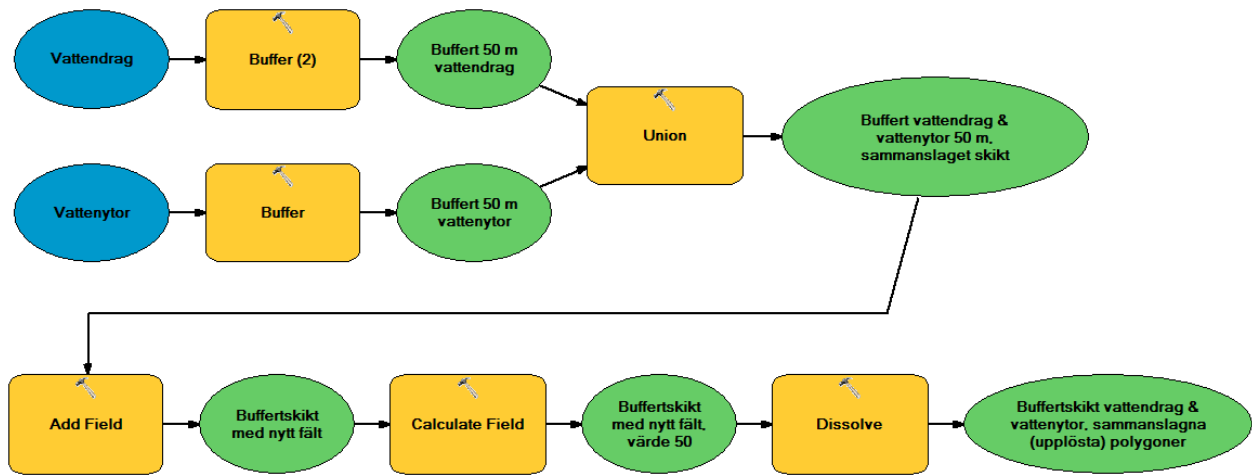 Vattendrag
Buffer (2)
Buffert 50 m
vattendrag
Union
Buffert vattendrag &
vattenytor 50 m,
sammanslaget skikt
Vattenytor
Buffer
Buffert 50 m
vattenytor
Add Field
Buffertskikt
med nytt fält
Calculate Field
Buffertskikt
med nytt fält,
värde 50
Dissolve
Buffertskikt vattendrag &
vattenytor, sammanslagna
(upplösta) polygoner